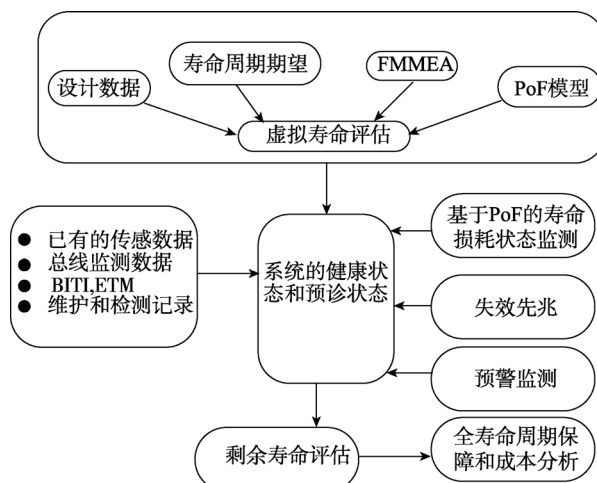 设计数据
寿命周期期望
FMMEA
PoF模型
虚拟寿命评估
已有的传感数据
总线监测数据
BITI,ETM
维护和检测记录
系统的健康状
态和预诊状态
基于PoF的寿命
损耗状态监测
失效先兆
预警监测
剩余寿命评估
全寿命周期保
障和成本分析